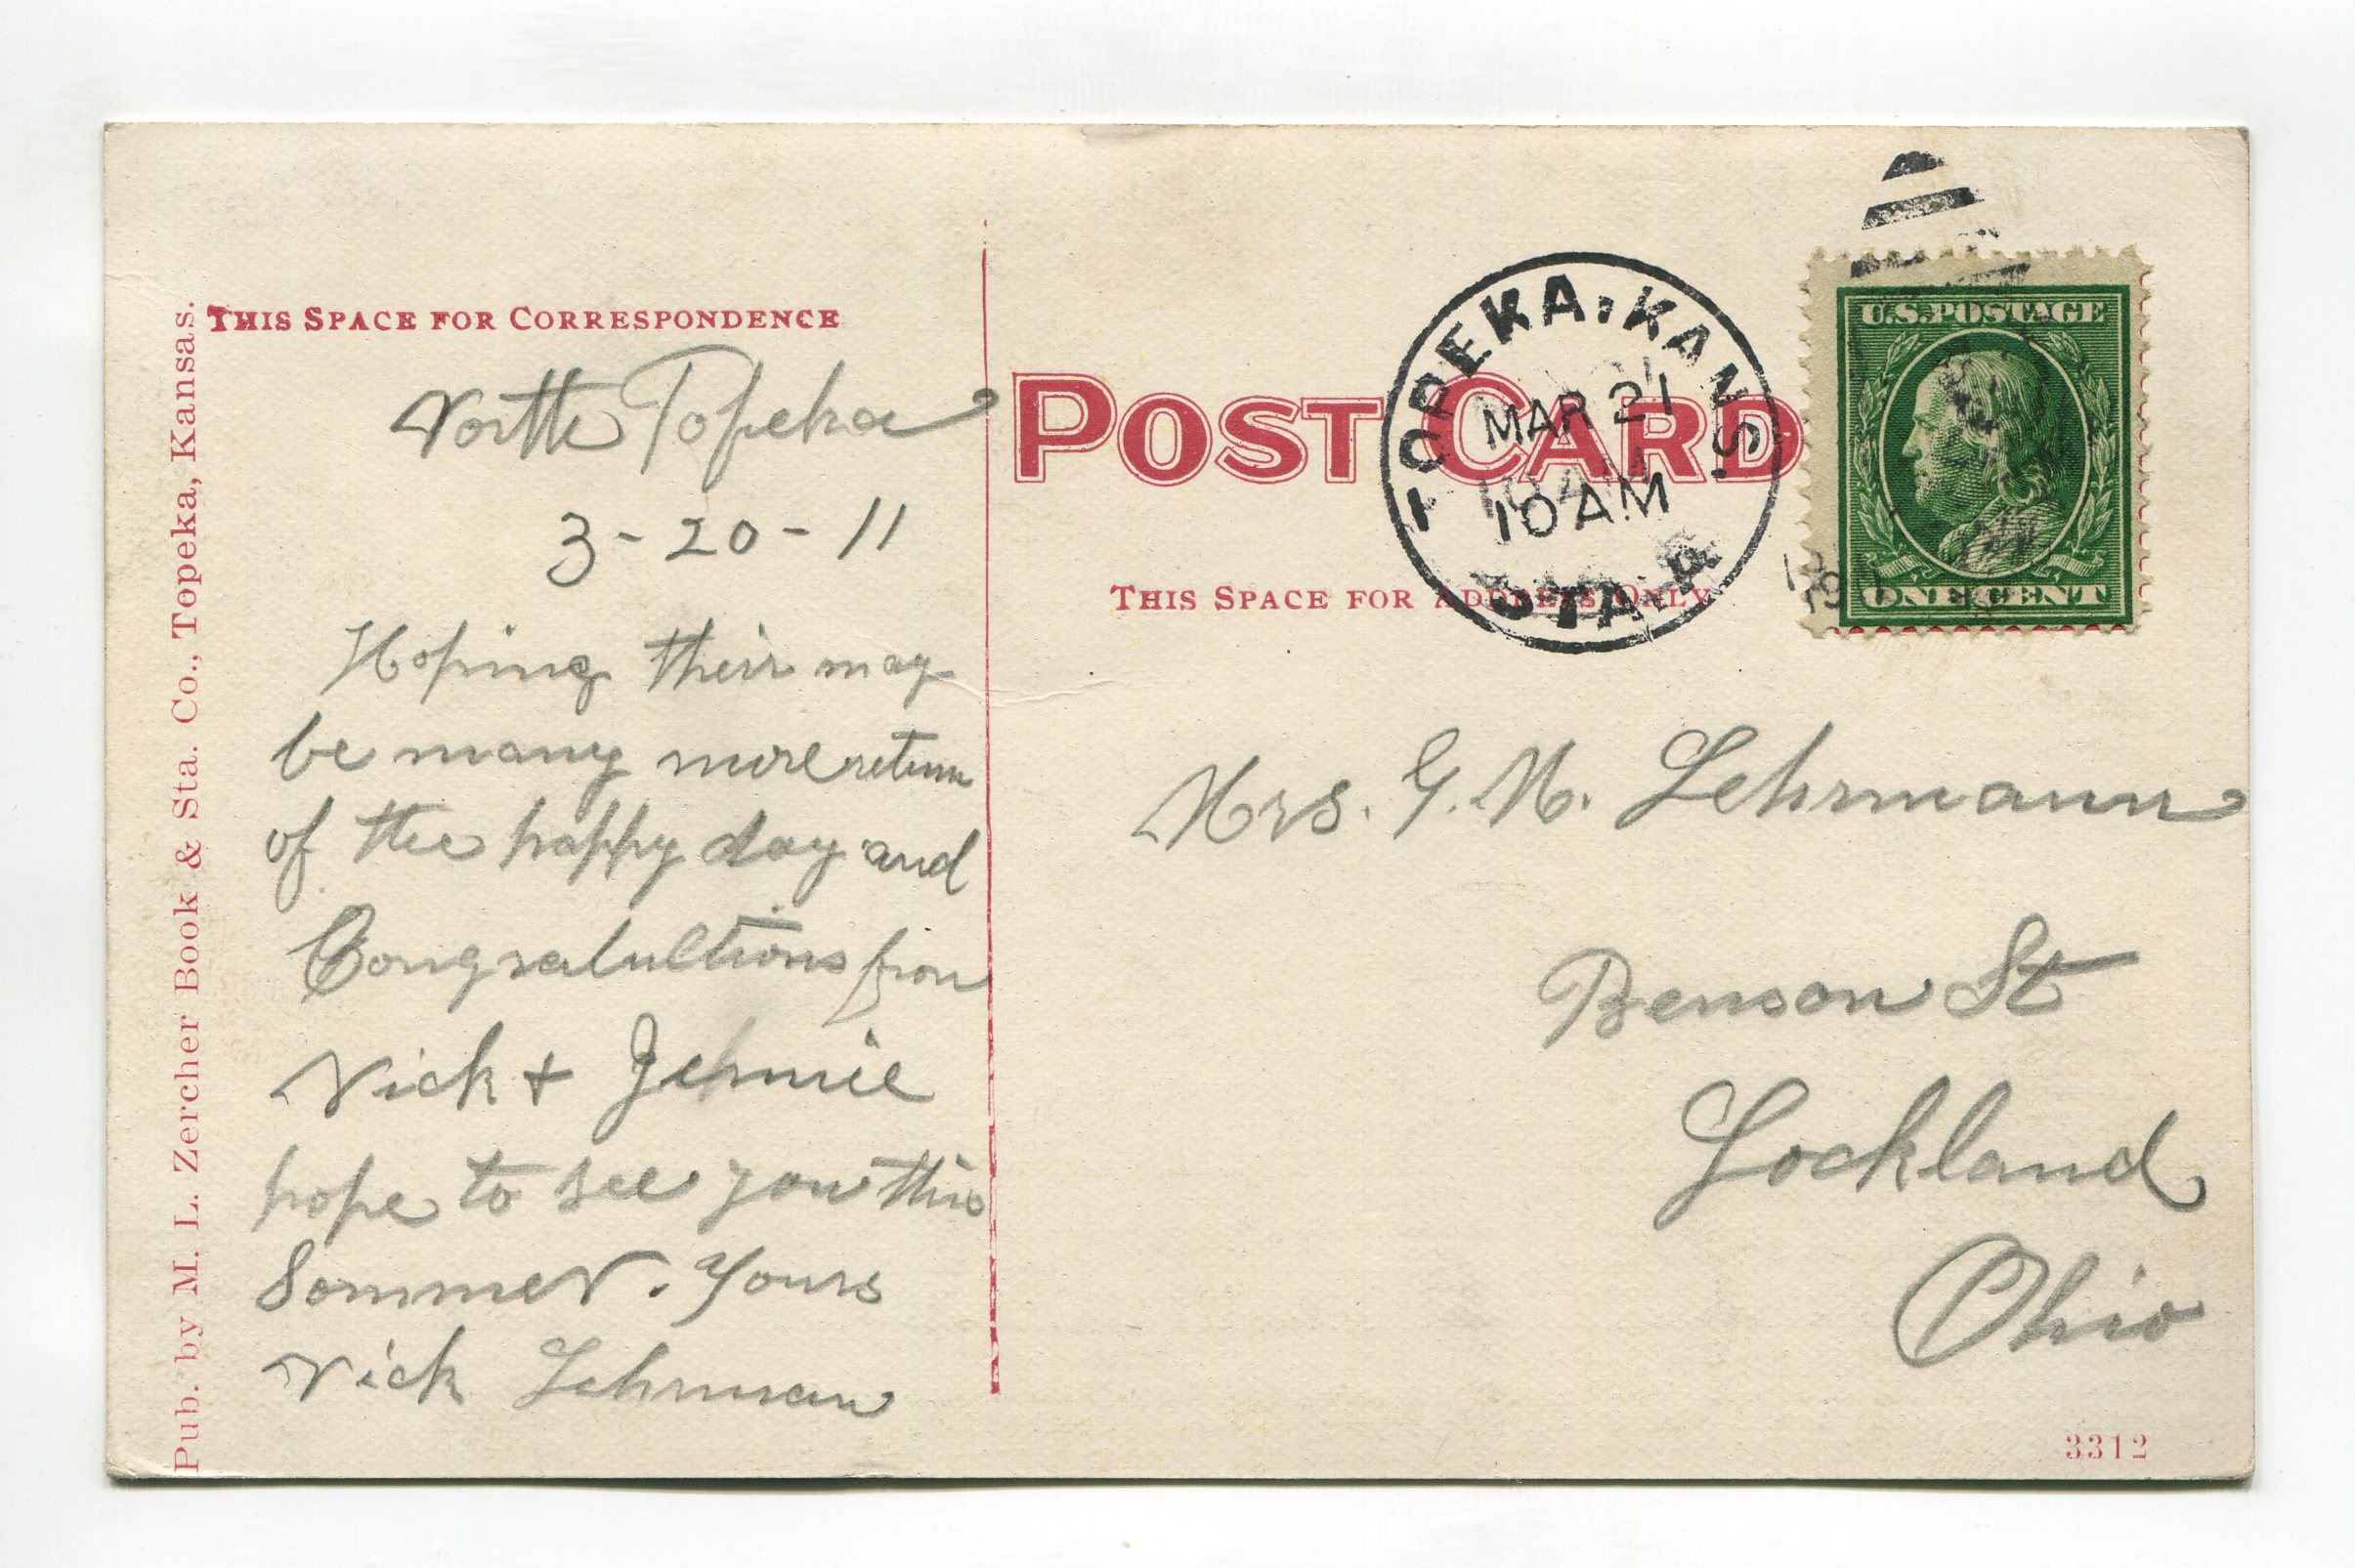 Pub. by M. L. Zercher Book & Sta. Co., Topeka, Kansas.
THIS SPACE FOR CORRESPONDENCE
North Topeka
3-20-11
Hoping their may
be many more return
of the happy day and
Congralultions from
Nick + Jennie
hope to see you this
Sommer. Yours
Nick Lehrman
POST CARD
THIS SPACE FOR ADDRESS ONLY
TOPEKA, KANS.
MAR 21
10 AM
STA. A
U.S. POSTAGE
ONE CENT
Mrs. G. N. Lehrmann
Benson St
Lockland
Ohio
3312